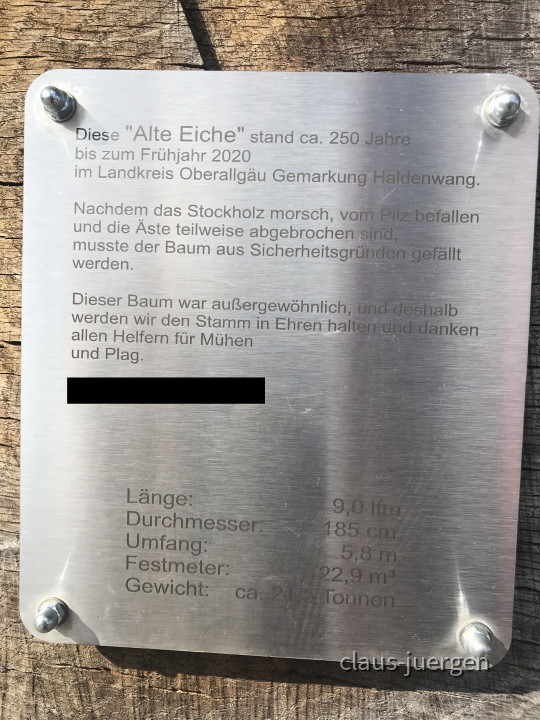 Diese "Alte Eiche" stand ca. 250 Jahre
bis zum Frühjahr 2020
im Landkreis Oberallgäu Gemarkung Haldenwang.
Nachdem das Stockholz morsch, vom Pilz befallen
und die Äste teilweise abgebrochen sind,
musste der Baum aus Sicherheitsgründen gefällt
werden.
Dieser Baum war außergewöhnlich, und deshalb
werden wir den Stamm in Ehren halten und danken
allen Helfern für Mühen
und Plag.
Länge: 9,0 lfm
Durchmesser: 185 cm
Umfang: 5,8 m
Festmeter: 22,9 m³
Gewicht: ca. Tonnen
claus-juergen